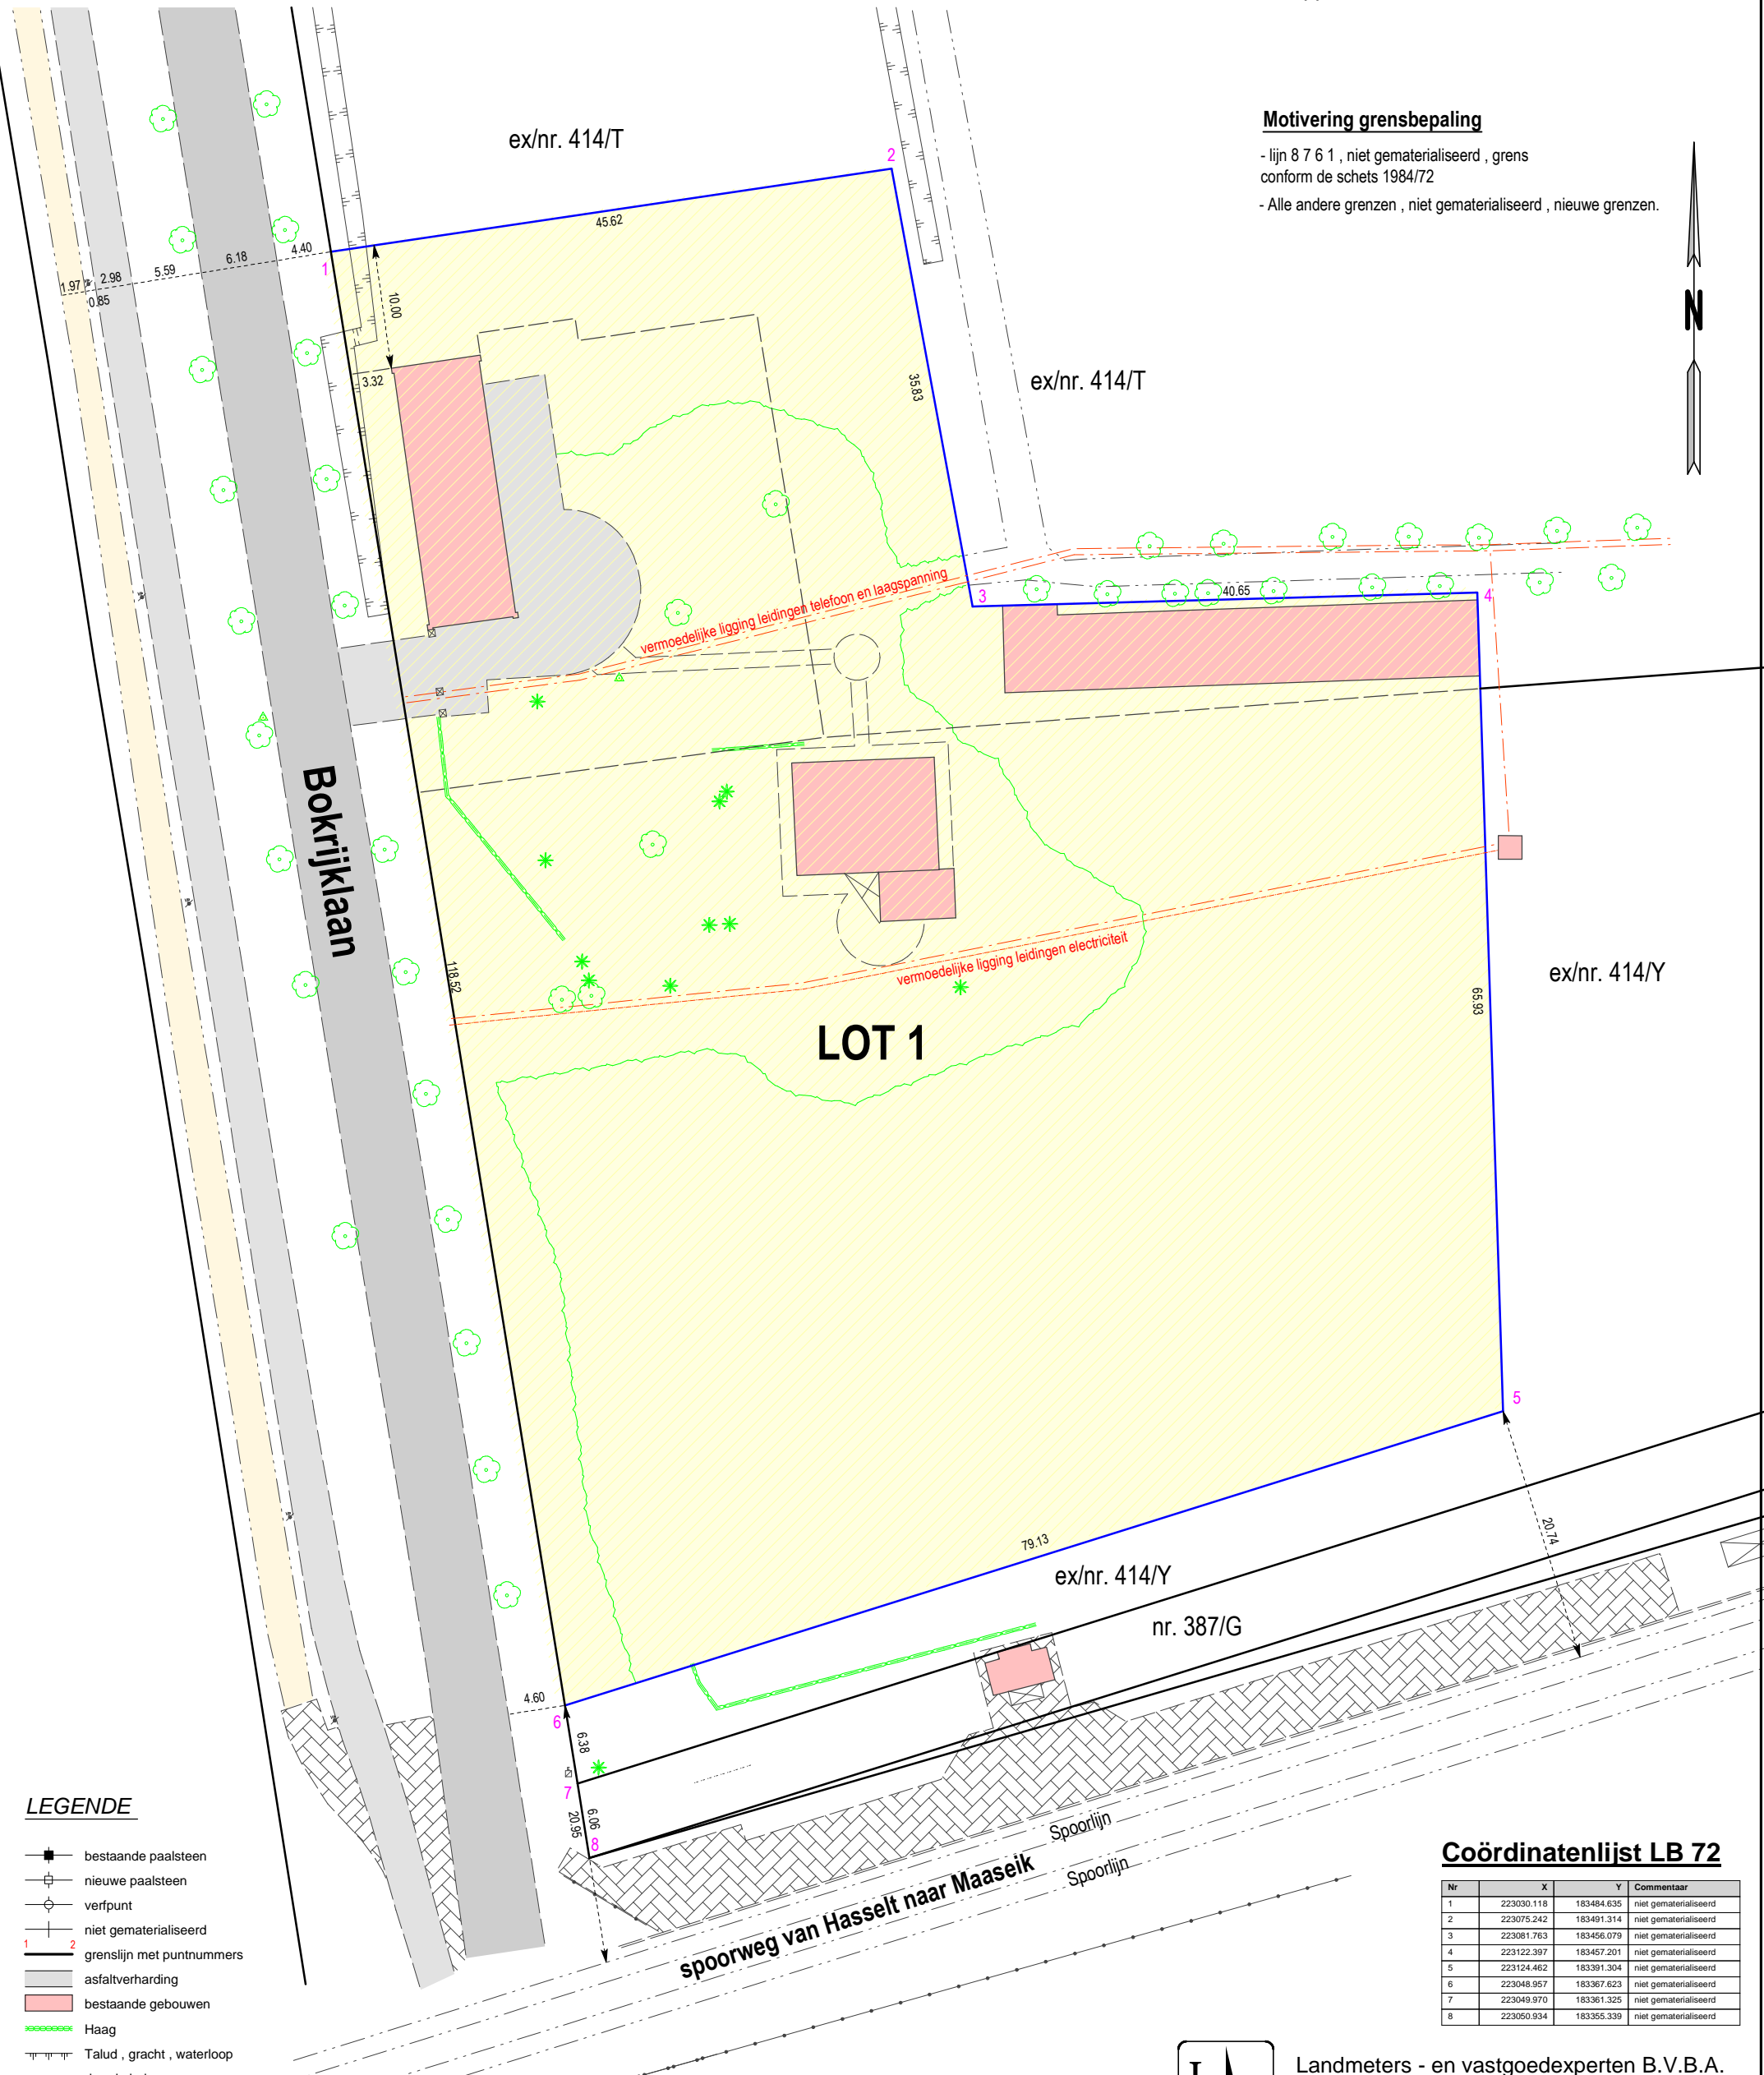 ex/nr. 414/T
2
Motivering grensbepaling
- lijn 8 7 6 1 , niet gematerialiseerd , grens
conform de schets 1984/72
- Alle andere grenzen , niet gematerialiseerd , nieuwe grenzen.
45.62
1.97
0.85
2.98
5.59
6.18
4.40
1
10.00
N
3.32
35.83
ex/nr. 414/T
vermoedelijke ligging leidingen telefoon en laagspanning
3
40.65
4
Bokrijklaan
118.52
vermoedelijke ligging leidingen electriciteit
LOT 1
65.93
ex/nr. 414/Y
5
79.13
20.74
ex/nr. 414/Y
nr. 387/G
4.60
6
6.38
7
20.95
6.06
8
Spoorlijn
spoorweg van Hasselt naar Maaseik
Spoorlijn
LEGENDE
bestaande paalsteen
nieuwe paalsteen
verfpunt
niet gematerialiseerd
1 2
grenslijn met puntnummers
asfaltverharding
bestaande gebouwen
Haag
Talud , gracht , waterloop
Coördinatenlijst LB 72
Nr X Y Commentaar
1 223030.118 183484.635 niet gematerialiseerd
2 223075.242 183491.314 niet gematerialiseerd
3 223081.763 183456.079 niet gematerialiseerd
4 223122.397 183457.201 niet gematerialiseerd
5 223124.462 183391.304 niet gematerialiseerd
6 223048.957 183367.623 niet gematerialiseerd
7 223049.970 183361.325 niet gematerialiseerd
8 223050.934 183355.339 niet gematerialiseerd
Landmeters - en vastgoedexperten B.V.B.A.